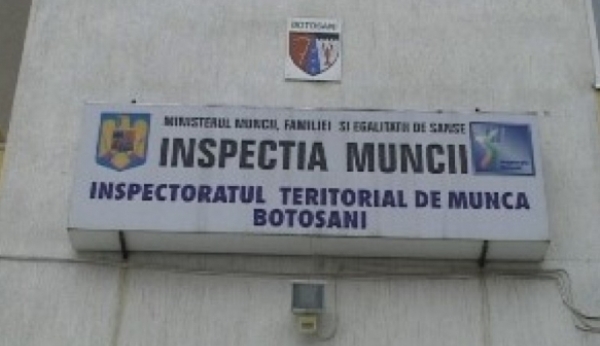 BOTOSANI
MINISTERUL MUNCII, FAMILIEI SI EGALITATII DE SANSE
INSPECTIA MUNCII
INSPECTORATUL TERITORIAL DE MUNCA
BOTOSANI